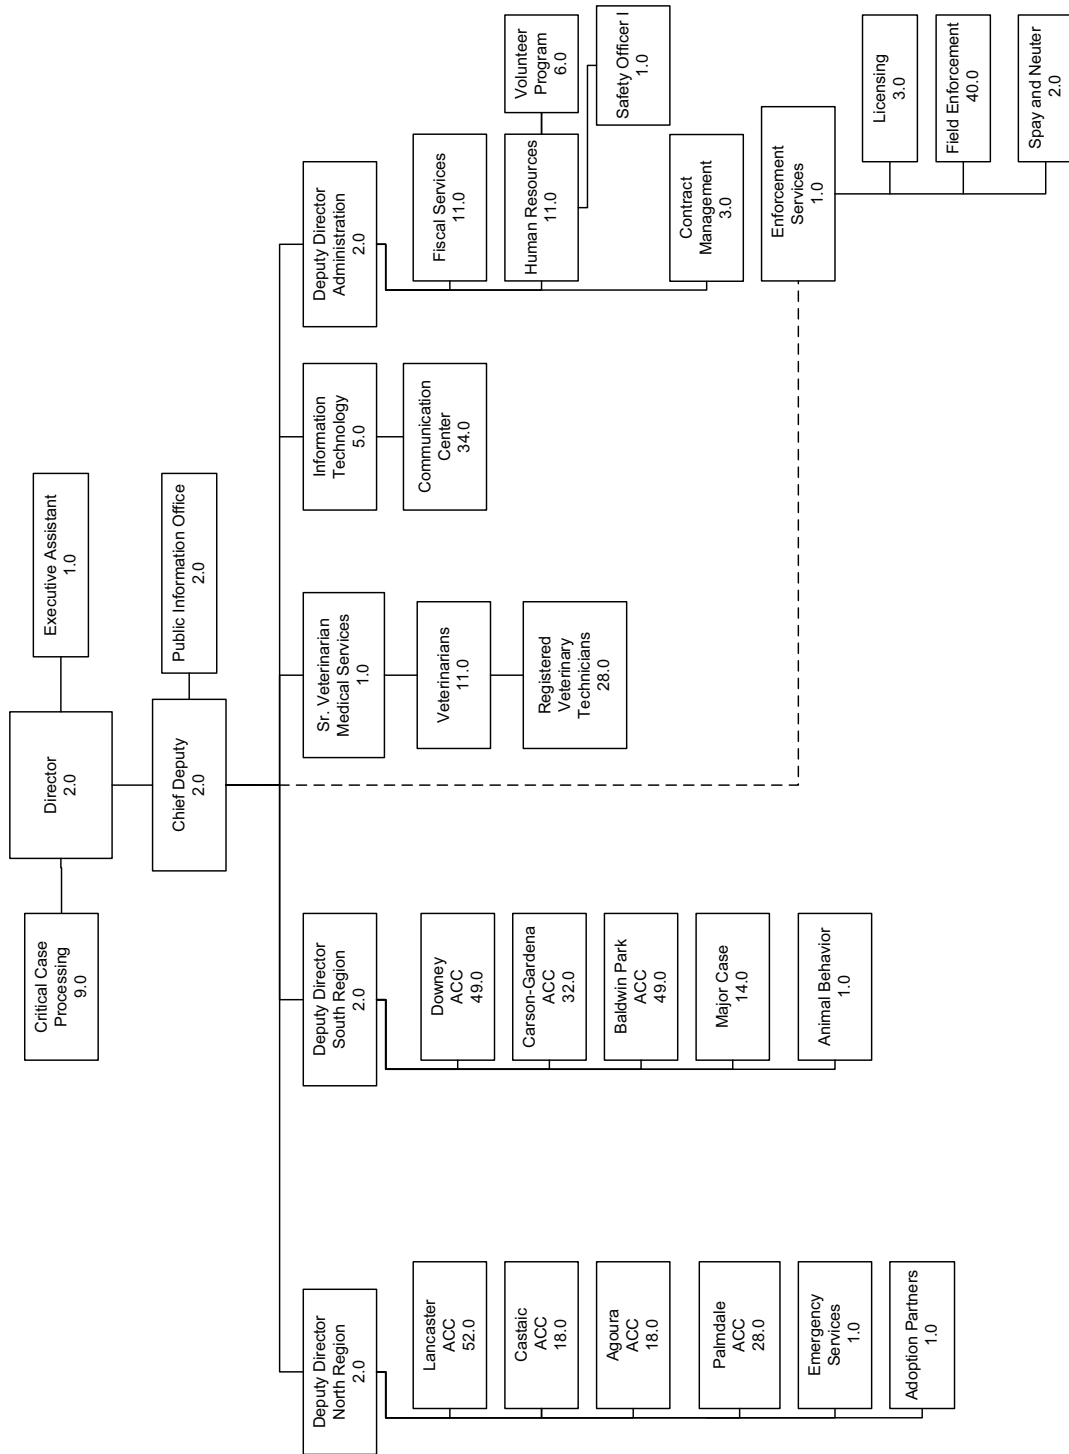 Director
2.0
Executive Assistant
1.0
Critical Case
Processing
9.0
Chief Deputy
2.0
Public Information Office
2.0
Deputy Director
North Region
2.0
Lancaster
ACC
52.0
Castaic
ACC
18.0
Agoura
ACC
18.0
Palmdale
ACC
28.0
Emergency
Services
1.0
Adoption Partners
1.0
Deputy Director
South Region
2.0
Downey
ACC
49.0
Carson-Gardena
ACC
32.0
Baldwin Park
ACC
49.0
Major Case
14.0
Animal Behavior
1.0
Sr. Veterinarian
Medical Services
1.0
Veterinarians
11.0
Registered
Veterinary
Technicians
28.0
Information
Technology
5.0
Communication
Center
34.0
Deputy Director
Administration
2.0
Fiscal Services
11.0
Human Resources
11.0
Volunteer
Program
6.0
Safety Officer I
1.0
Contract
Management
3.0
Enforcement
Services
1.0
Licensing
3.0
Field Enforcement
40.0
Spay and Neuter
2.0